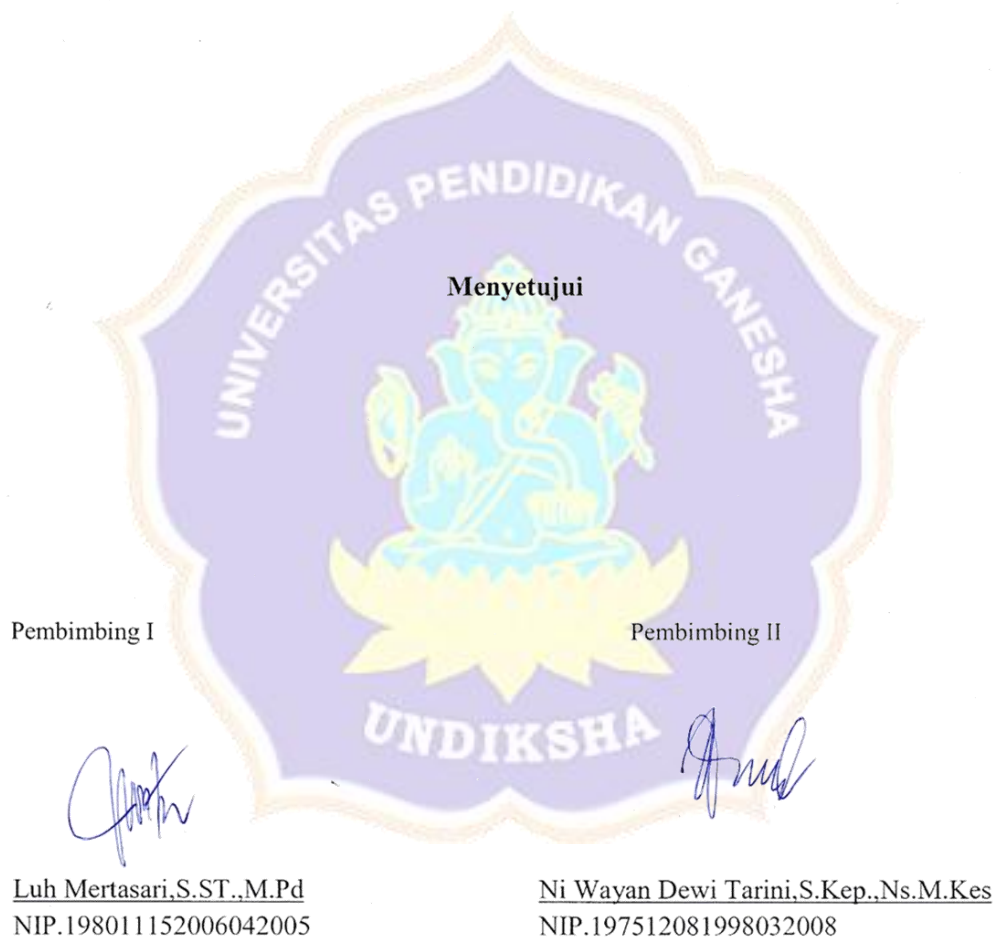 UNIVERSITAS PENDIDIKAN GANESHA
Menyetujui
Pembimbing I
Pembimbing II
UNDIKSHA
Luh Mertasari,S.ST.,M.Pd
Ni Wayan Dewi Tarini,S.Kep.,Ns.M.Kes
NIP.198011152006042005
NIP.197512081998032008